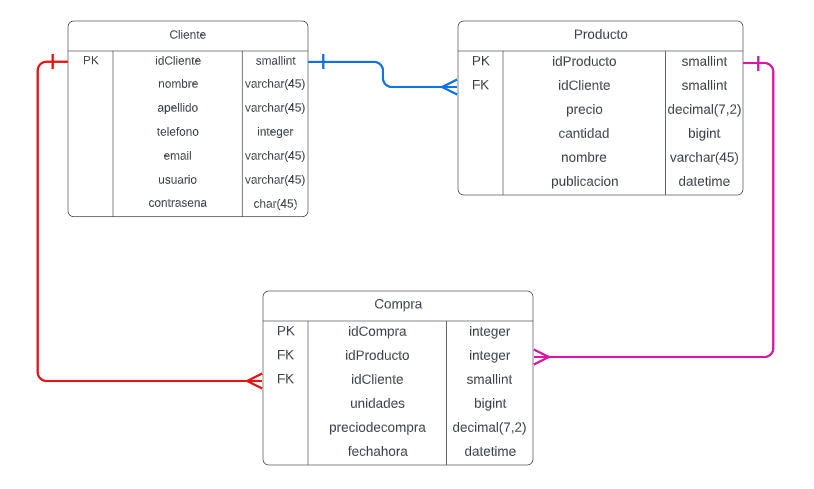 Cliente
PK idCliente smallint
nombre varchar(45)
apellido varchar(45)
telefono integer
email varchar(45)
usuario varchar(45)
contrasena char(45)
Producto
PK idProducto smallint
FK idCliente smallint
precio decimal(7,2)
cantidad bigint
nombre varchar(45)
publicacion datetime
Compra
PK idCompra integer
FK idProducto integer
FK idCliente smallint
unidades bigint
preciodecompra decimal(7,2)
fechahora datetime